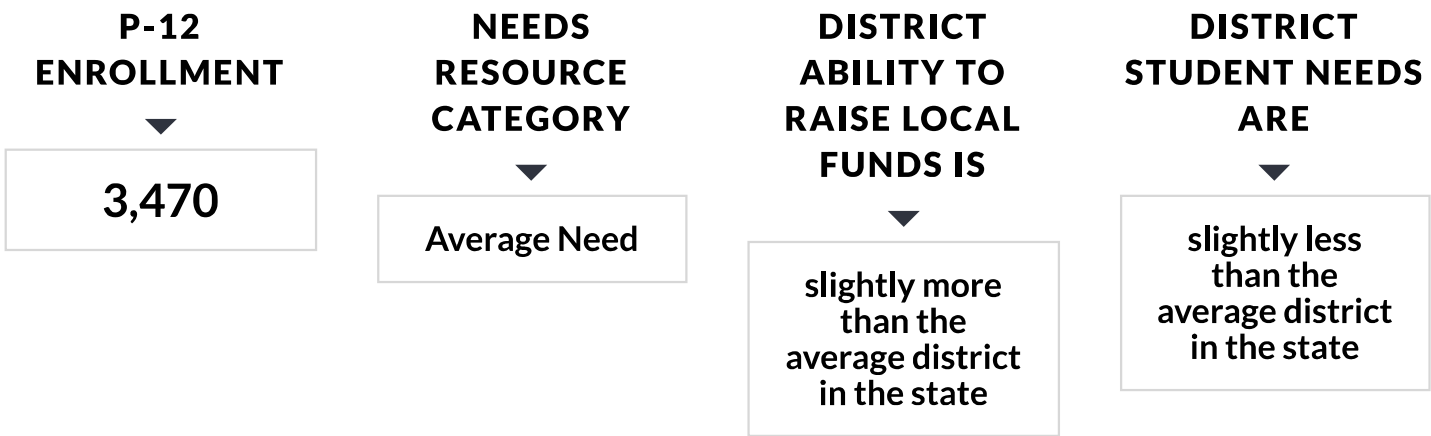 P-12
ENROLLMENT
3,470
NEEDS
RESOURCE
CATEGORY
Average Need
DISTRICT
ABILITY TO
RAISE LOCAL
FUNDS IS
slightly more
than the
average district
in the state
DISTRICT
STUDENT NEEDS
ARE
slightly less
than the
average district
in the state